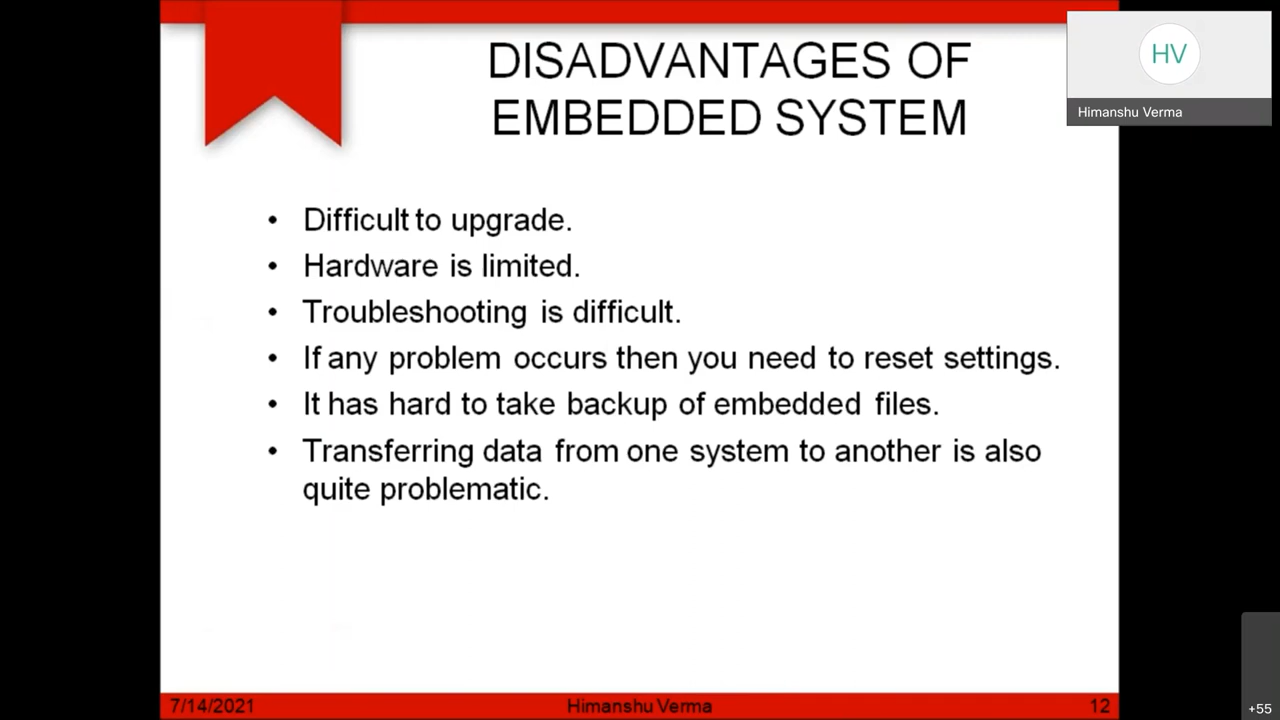 DISADVANTAGES OF
EMBEDDED SYSTEM
HV
Himanshu Verma
• Difficult to upgrade.
• Hardware is limited.
• Troubleshooting is difficult.
• If any problem occurs then you need to reset settings.
• It has hard to take backup of embedded files.
• Transferring data from one system to another is also
quite problematic.
7/14/2021
Himanshu Verma
12
+55